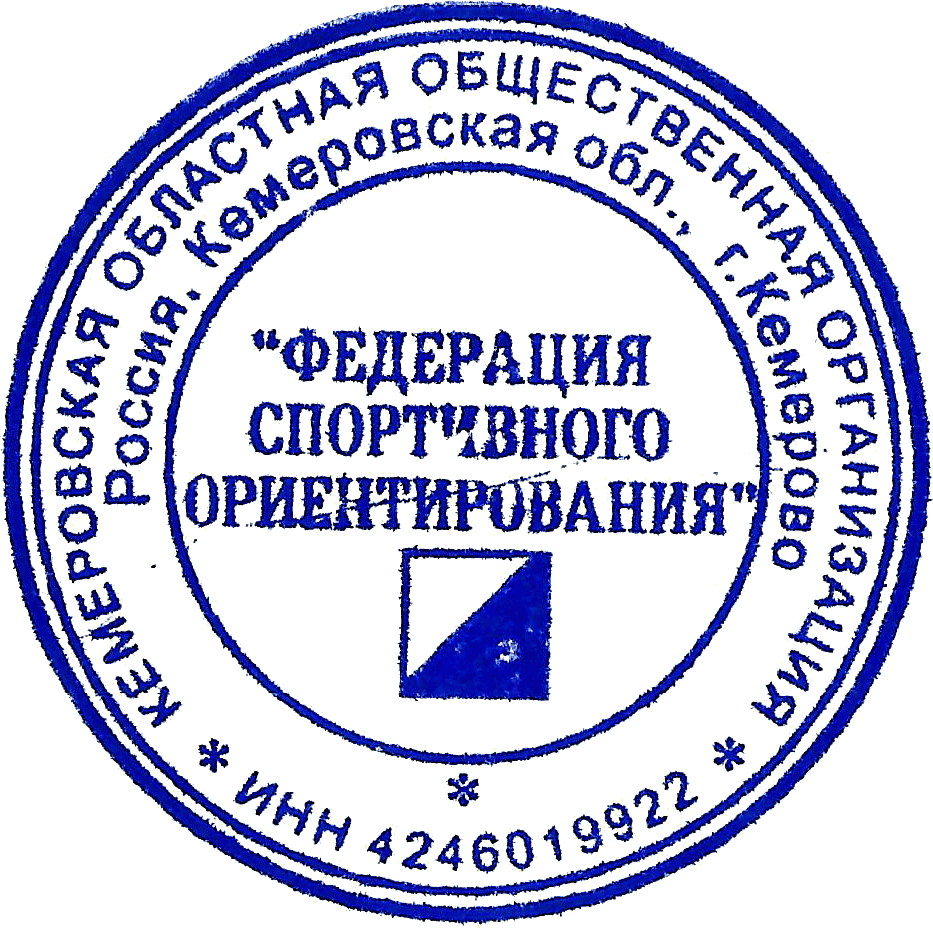 КЕМЕРОВСКАЯ ОБЛАСТНАЯ ОБЩЕСТВЕННАЯ ОРГАНИЗАЦИЯ
Россия. Кемеровская обл., г.Кемерово
"ФЕДЕРАЦИЯ
СПОРТИВНОГО
ОРИЕНТИРОВАНИЯ"
* ИНН 4246019922 *
*